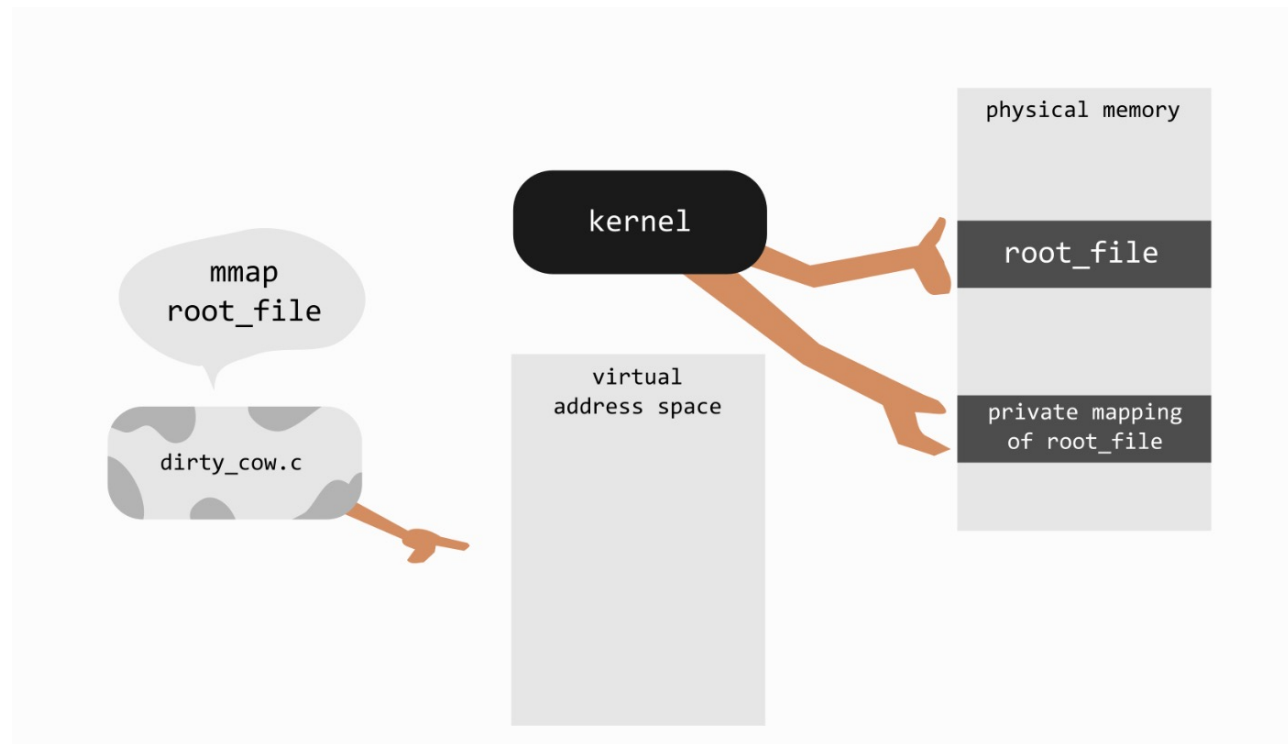 mmap
root_file
dirty_cow.c
kernel
virtual
address space
physical memory
root_file
private mapping
of root_file